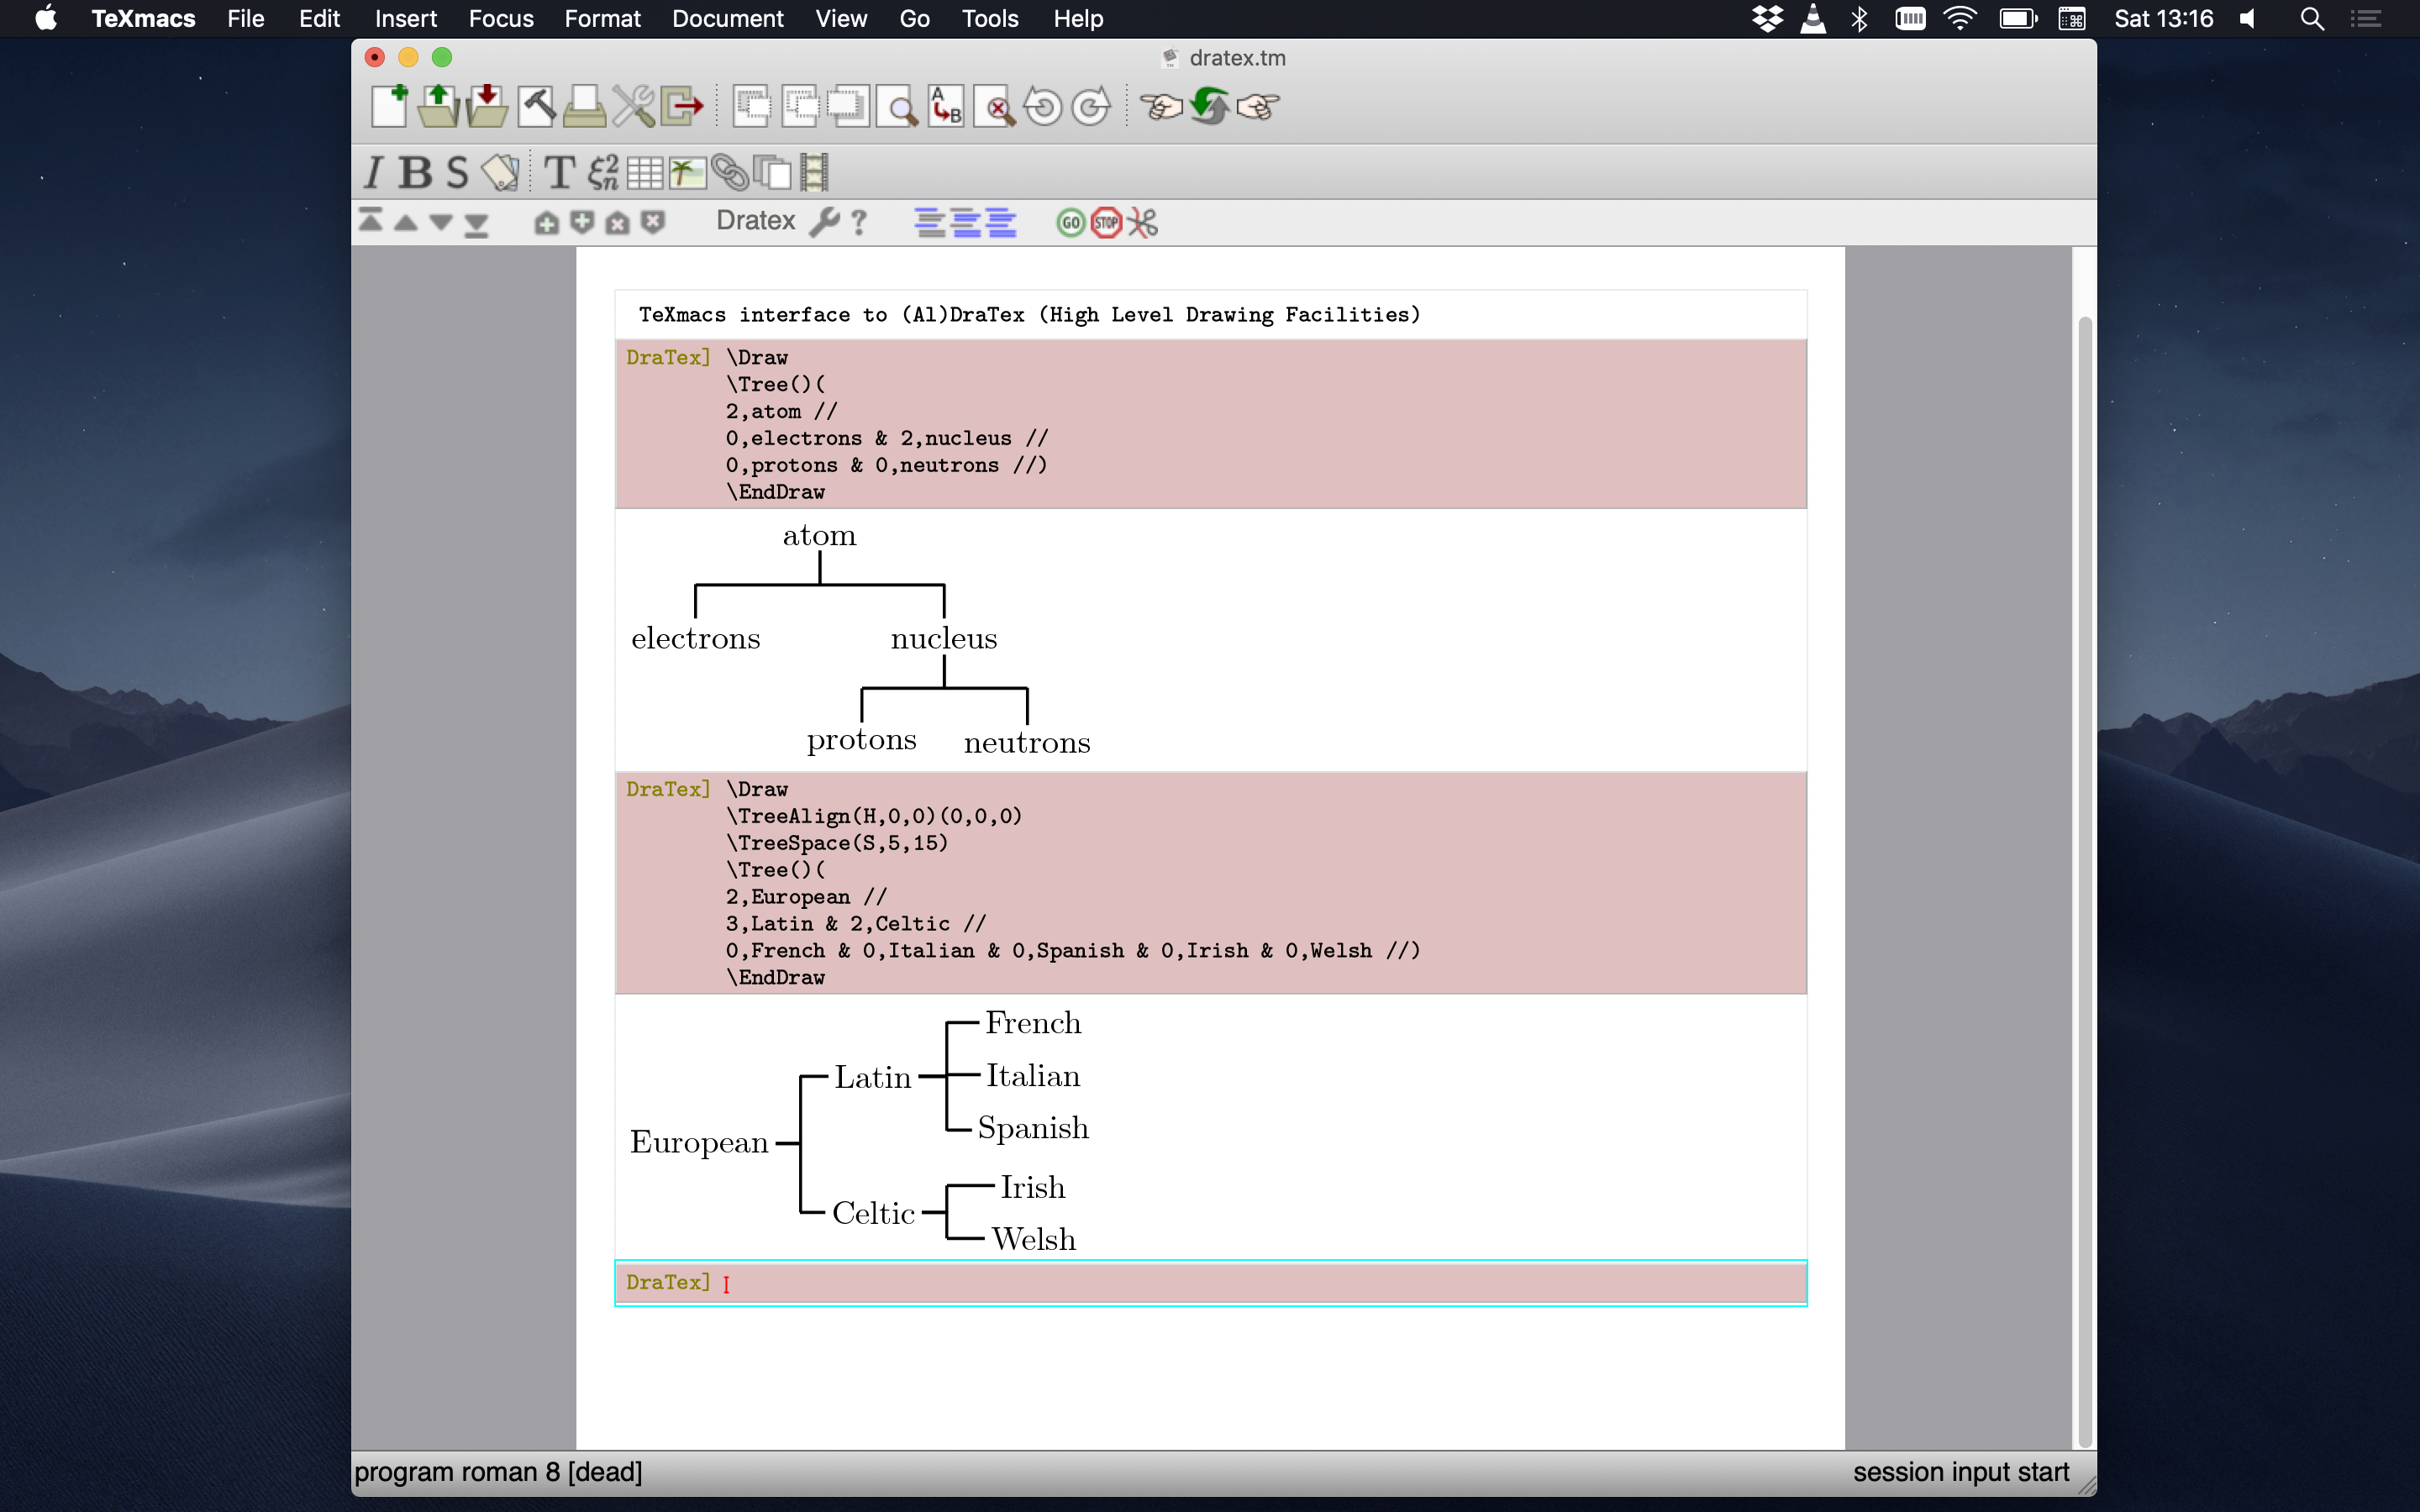 TeXmacs File Edit Insert Focus Format Document View Go Tools Help Sat 13:16
dratex.tm
A B
I B S T ξ²n
Dratex ? GO STOP
TeXmacs interface to (Al)DraTex (High Level Drawing Facilities)
DraTex] \Draw
\Tree()(
2,atom //
0,electrons & 2,nucleus //
0,protons & 0,neutrons //)
\EndDraw
atom
electrons nucleus
protons neutrons
DraTex] \Draw
\TreeAlign(H,0,0)(0,0,0)
\TreeSpace(S,5,15)
\Tree()(
2,European //
3,Latin & 2,Celtic //
0,French & 0,Italian & 0,Spanish & 0,Irish & 0,Welsh //)
\EndDraw
French
Latin Italian
Spanish
European
Irish
Celtic
Welsh
DraTex]
program roman 8 [dead] session input start